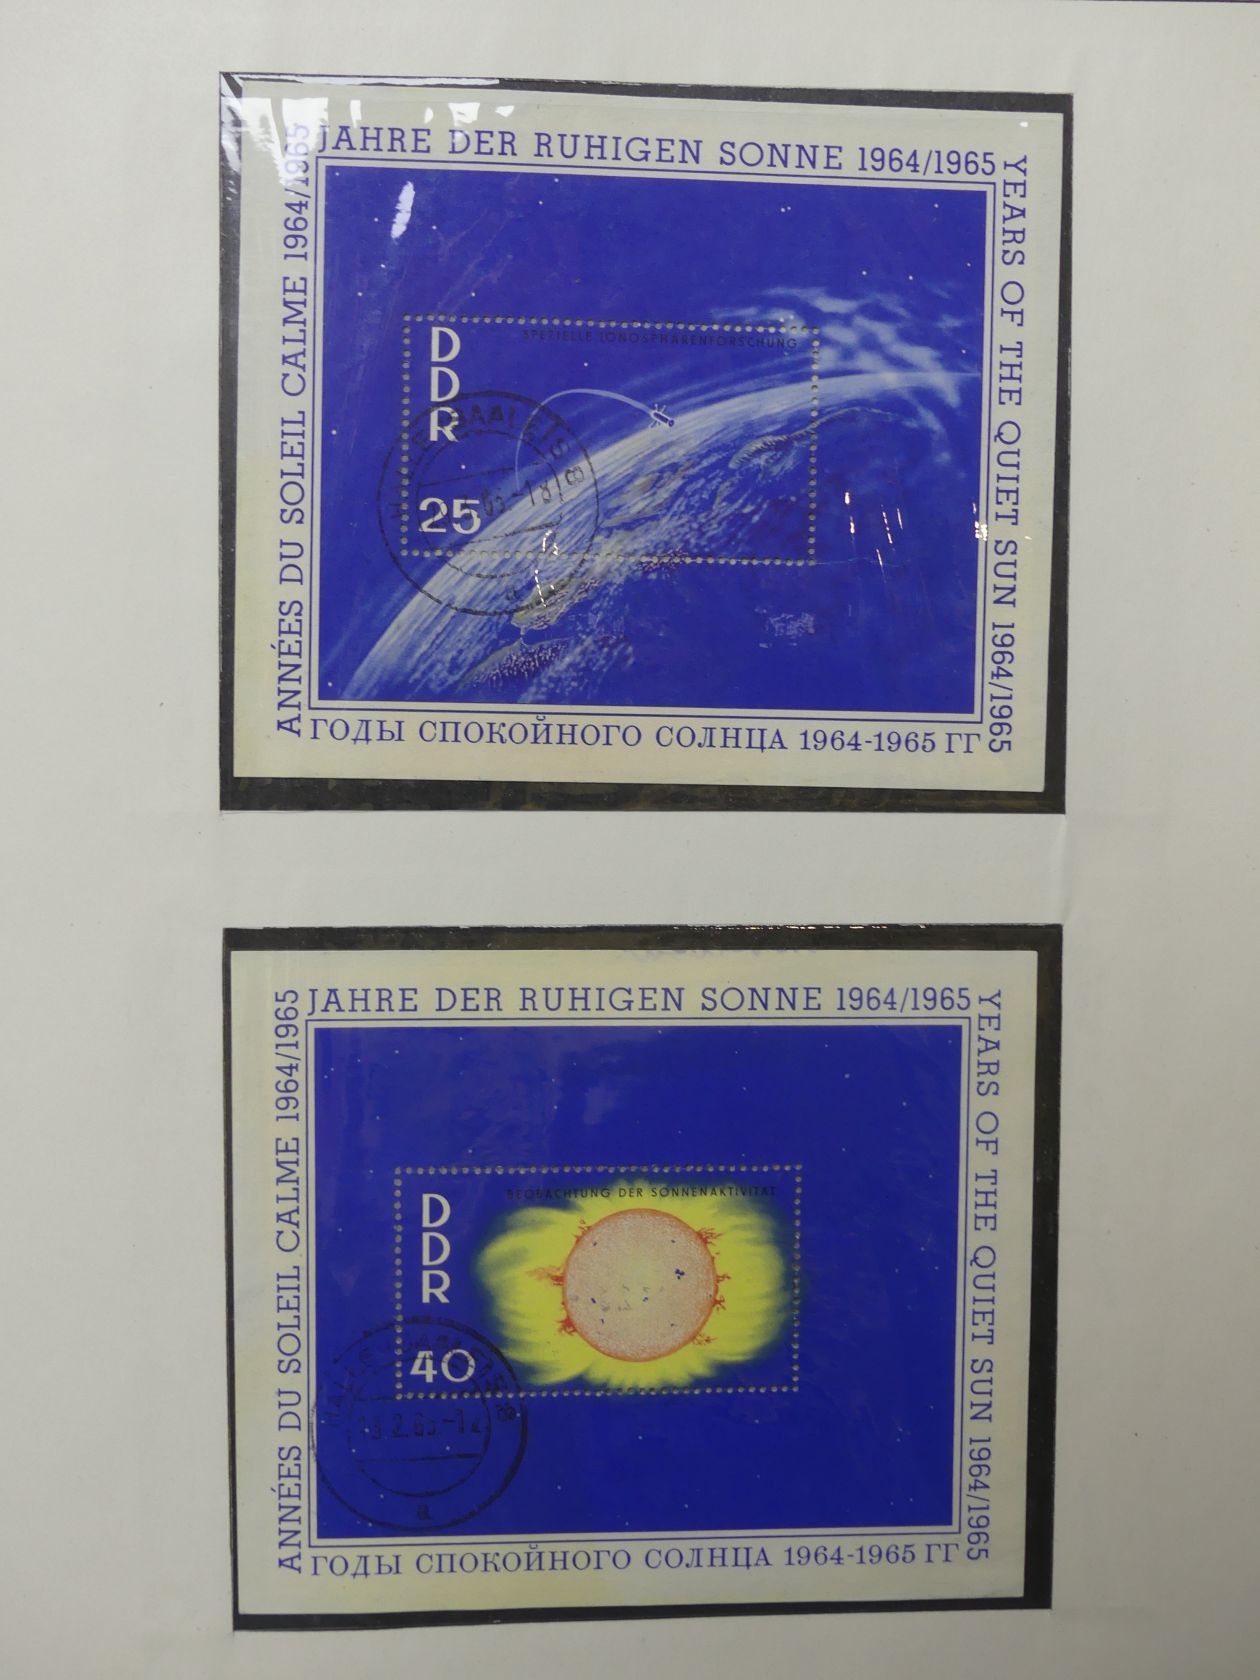 JAHRE DER RUHIGEN SONNE 1964/1965
YEARS OF THE QUIET SUN 1964/1965
ANNÉES DU SOLEIL CALME 1964/1965
ГОДЫ СПОКОЙНОГО СОЛНЦА 1964-1965 ГГ
SPEZIELLE IONOSPHÄRENFORSCHUNG
DDR
25
JAHRE DER RUHIGEN SONNE 1964/1965
YEARS OF THE QUIET SUN 1964/1965
ANNÉES DU SOLEIL CALME 1964/1965
ГОДЫ СПОКОЙНОГО СОЛНЦА 1964-1965 ГГ
BEOBACHTUNG DER SONNENAKTIVITÄT
DDR
40
a